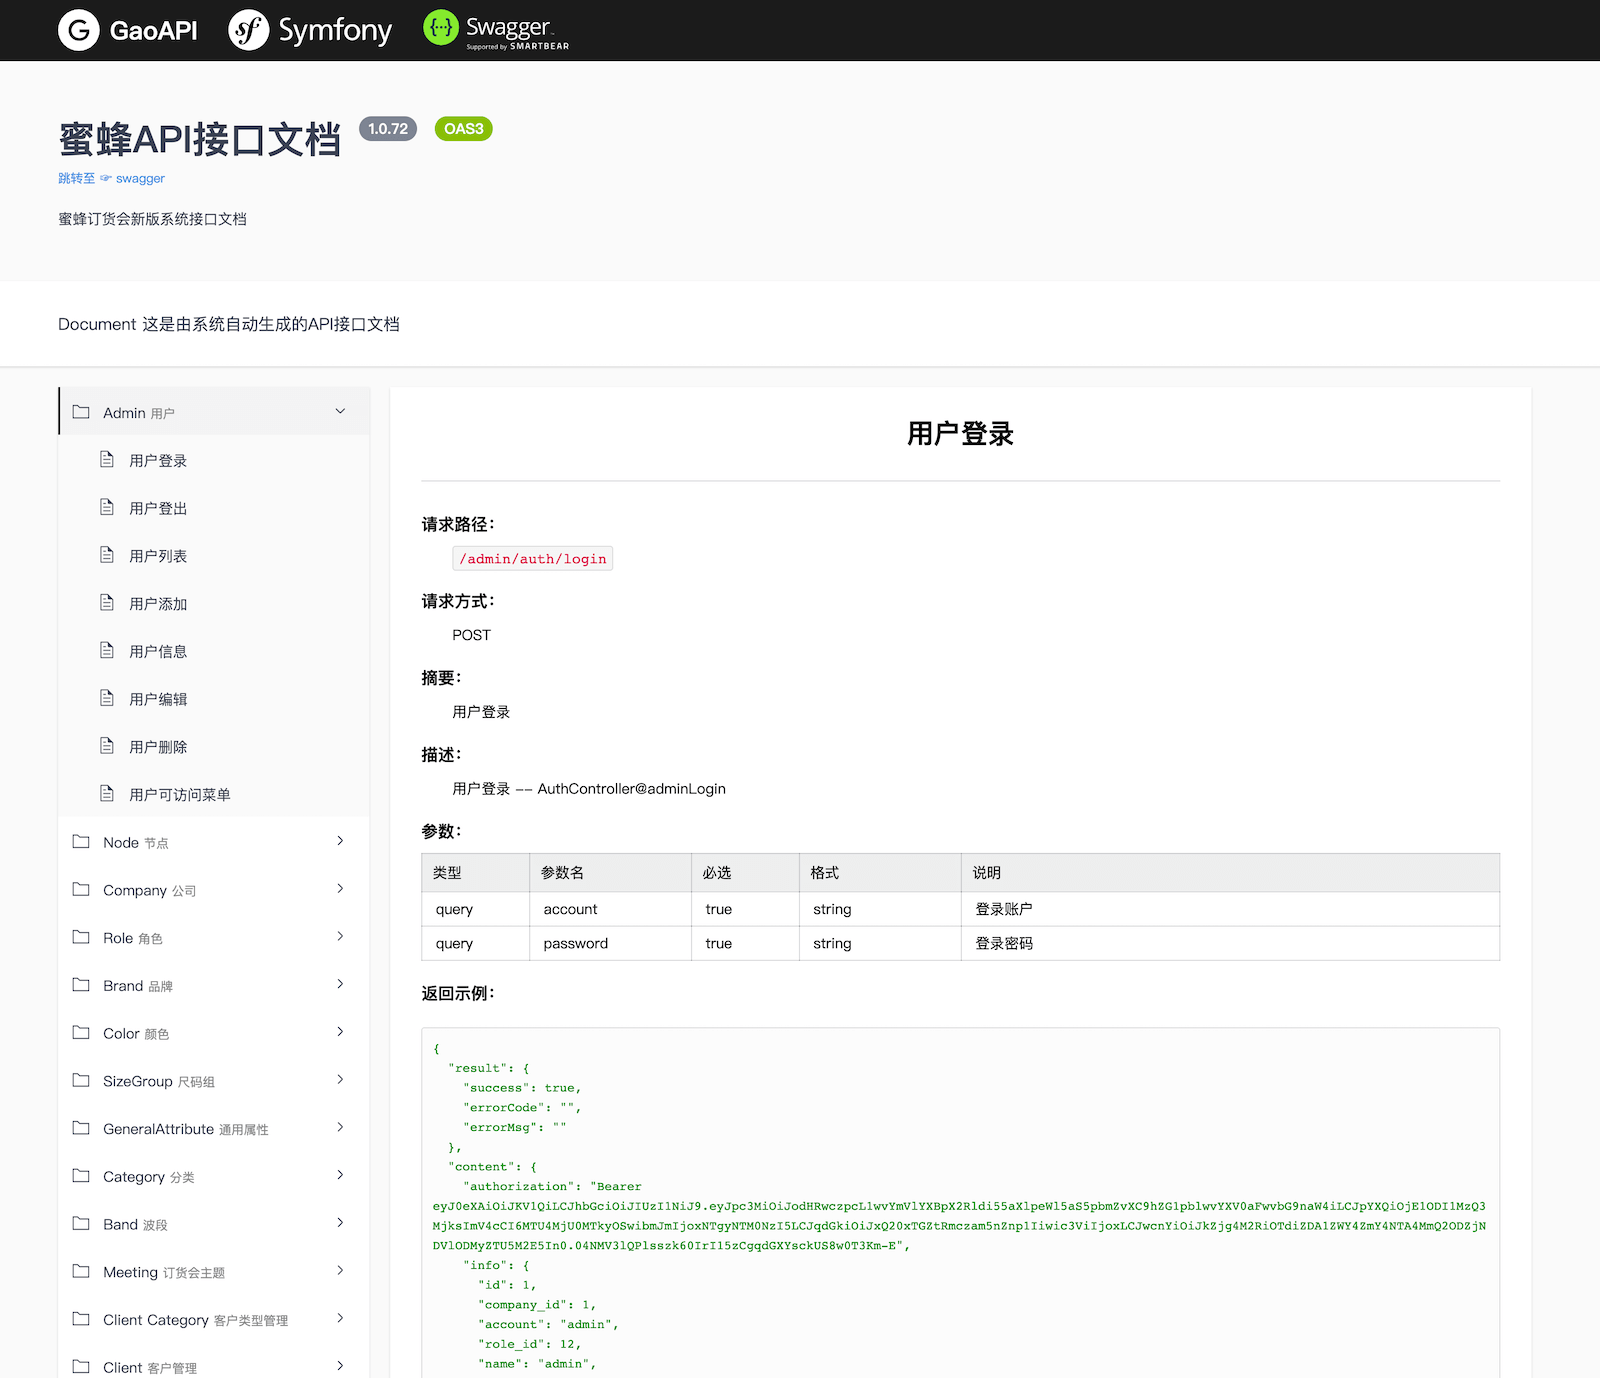 GaoAPI
Symfony
Swagger
Supported by SMARTBEAR
蜜蜂API接口文档 1.0.72 OAS3
跳转至 ☞ swagger
蜜蜂订货会新版系统接口文档
Document 这是由系统自动生成的API接口文档
Admin 用户
用户登录
用户登出
用户列表
用户添加
用户信息
用户编辑
用户删除
用户可访问菜单
Node 节点
Company 公司
Role 角色
Brand 品牌
Color 颜色
SizeGroup 尺码组
GeneralAttribute 通用属性
Category 分类
Band 波段
Meeting 订货会主题
Client Category 客户类型管理
Client 客户管理
用户登录
请求路径：
/admin/auth/login
请求方式：
POST
摘要：
用户登录
描述：
用户登录 -- AuthController@adminLogin
参数：
类型 参数名 必选 格式 说明
query account true string 登录账户
query password true string 登录密码
返回示例：
{
"result": {
"success": true,
"errorCode": "",
"errorMsg": ""
},
"content": {
"authorization": "Bearer
"info": {
"id": 1,
"company_id": 1,
"account": "admin",
"role_id": 12,
"name": "admin",